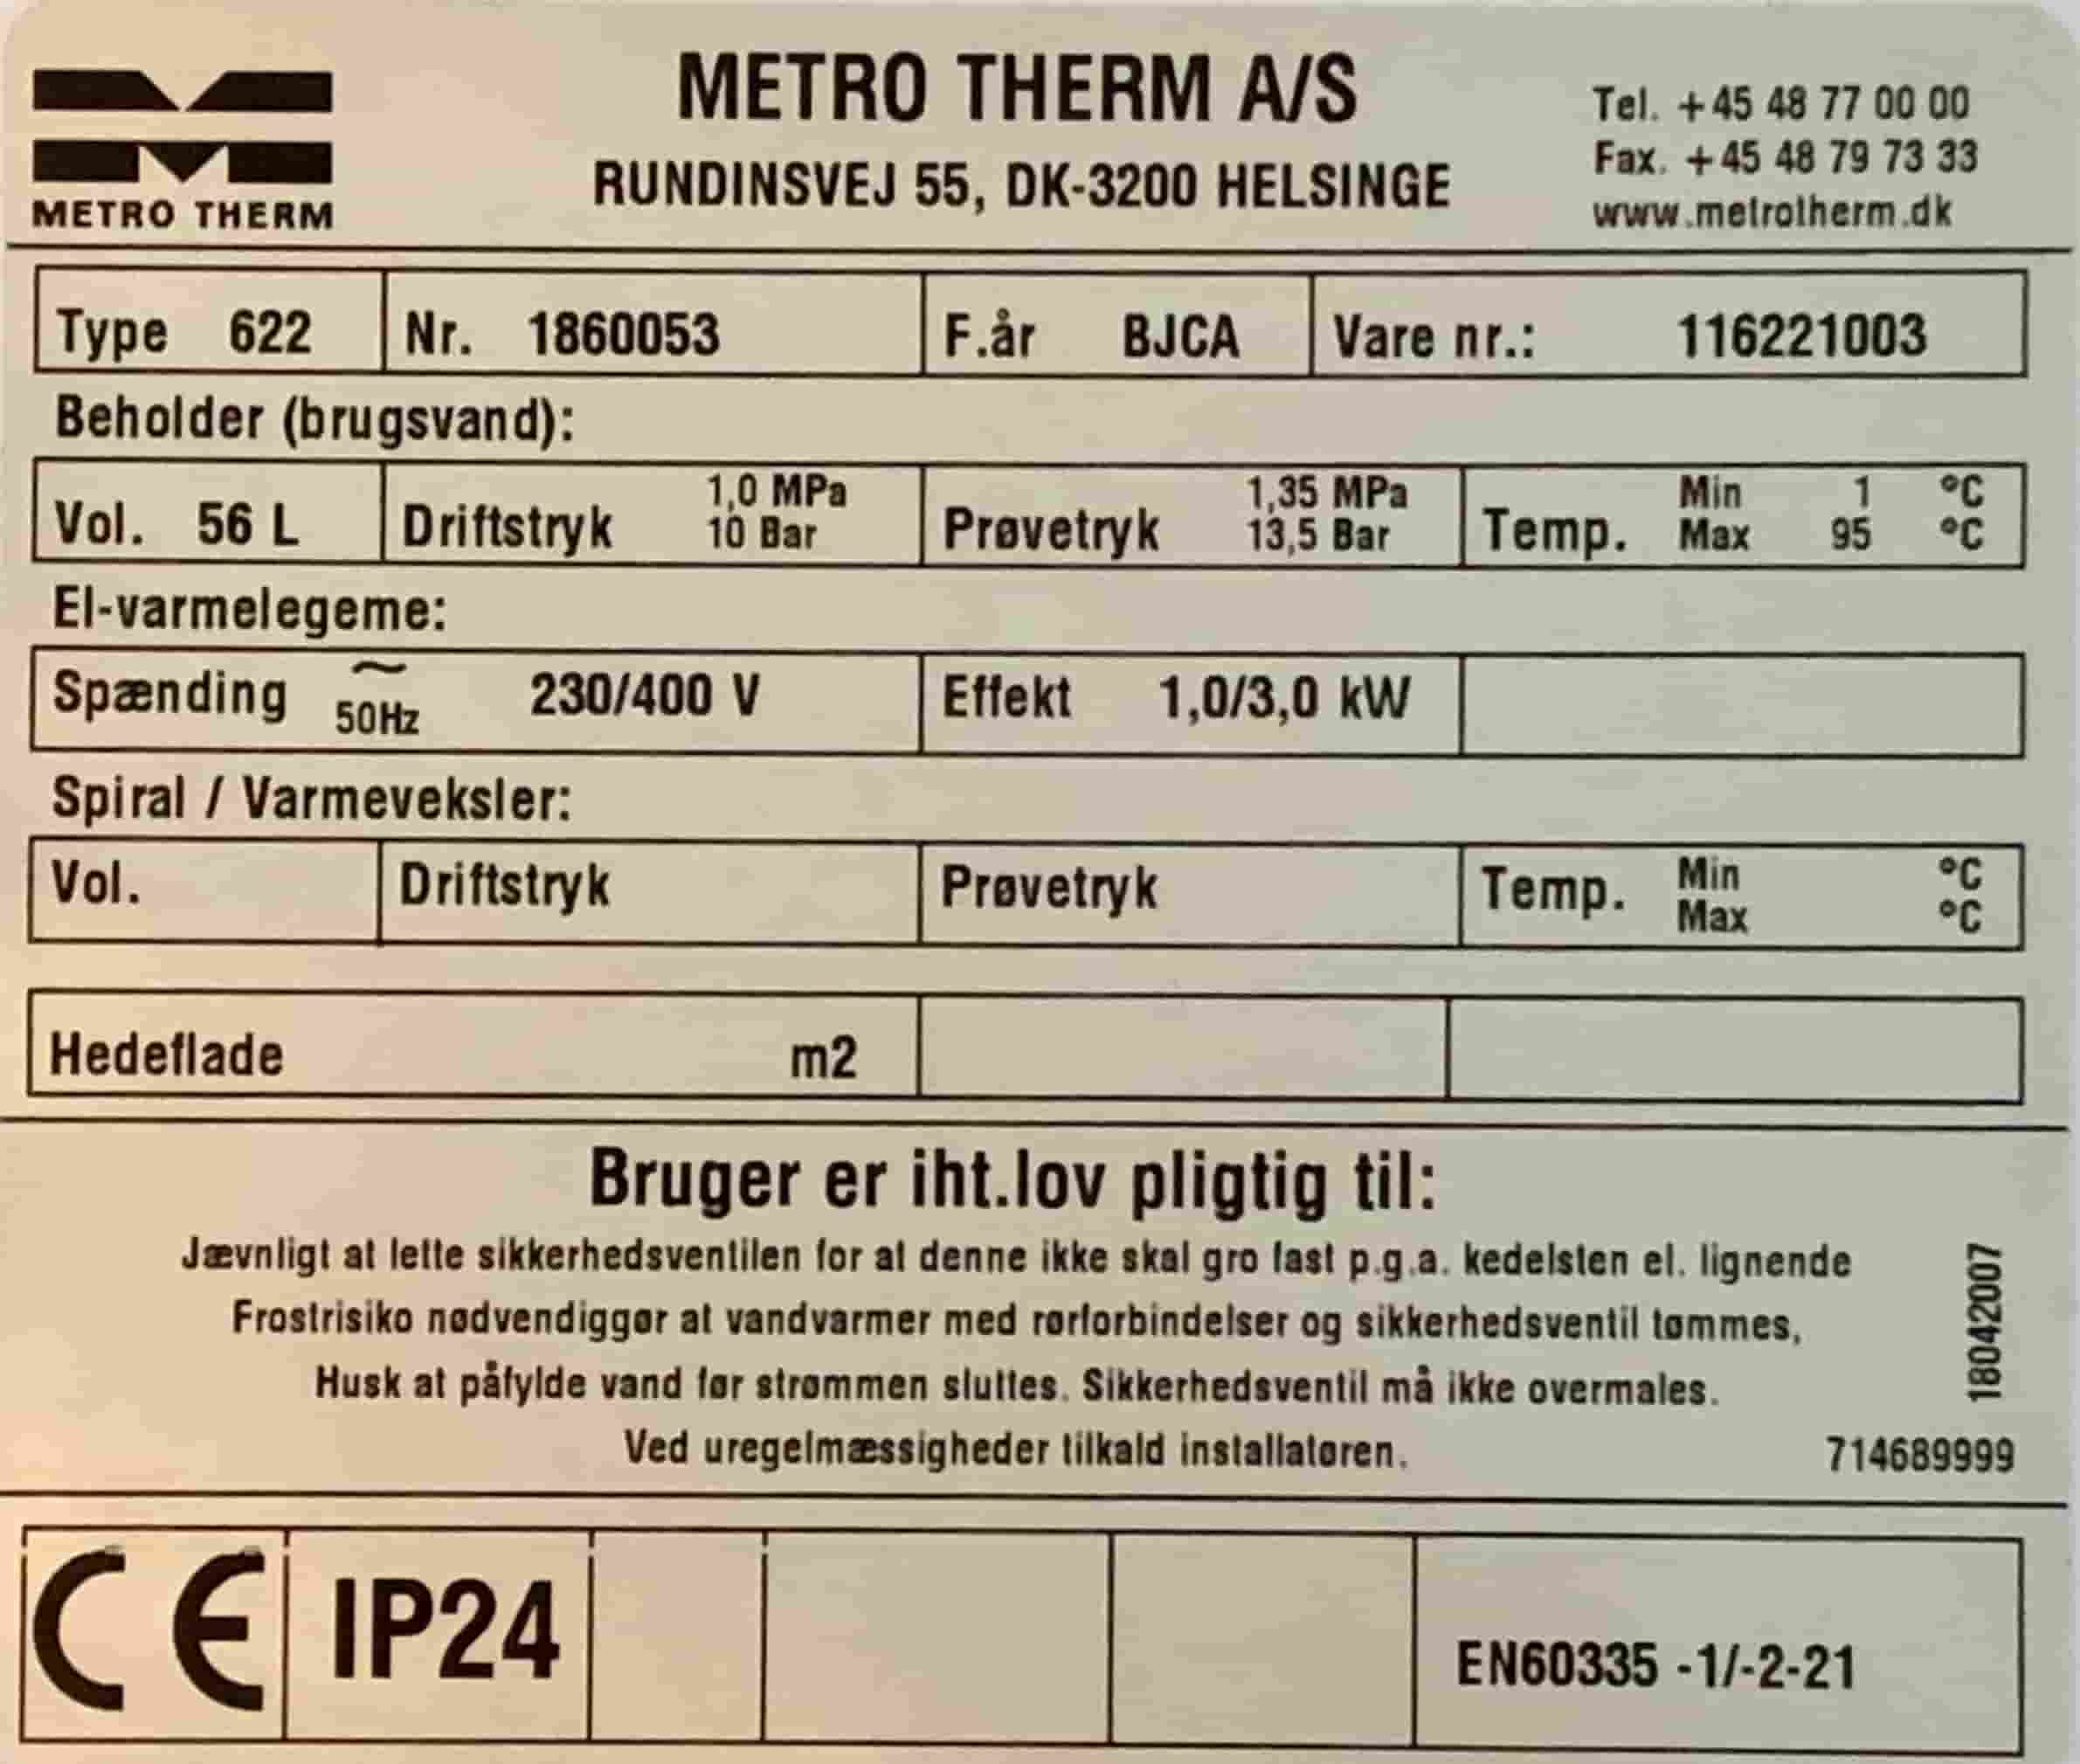 METRO THERM A/S
RUNDINSVEJ 55, DK-3200 HELSINGE
Tel. +45 48 77 00 00
Fax. +45 48 79 73 33
www.metrotherm.dk
METRO THERM
Type 622 Nr. 1860053 F.år BJCA Vare nr.: 116221003
Beholder (brugsvand):
Vol. 56 L Driftstryk 1,0 MPa 10 Bar Prøvetryk 1,35 MPa 13,5 Bar Temp. Min 1 °C Max 95 °C
El-varmelegeme:
Spænding ~ 50Hz 230/400 V Effekt 1,0/3,0 kW
Spiral / Varmeveksler:
Vol. Driftstryk Prøvetryk Temp. Min °C Max °C
Hedeflade m2
Bruger er iht.lov pligtig til:
Jævnligt at lette sikkerhedsventilen for at denne ikke skal gro fast p.g.a. kedelsten el. lignende
Frostrisiko nødvendiggør at vandvarmer med rørforbindelser og sikkerhedsventil tømmes,
Husk at påfylde vand før strømmen sluttes. Sikkerhedsventil må ikke overmales.
Ved uregelmæssigheder tilkald installatøren.
714689999
18042007
CE IP24 EN60335 -1/-2-21